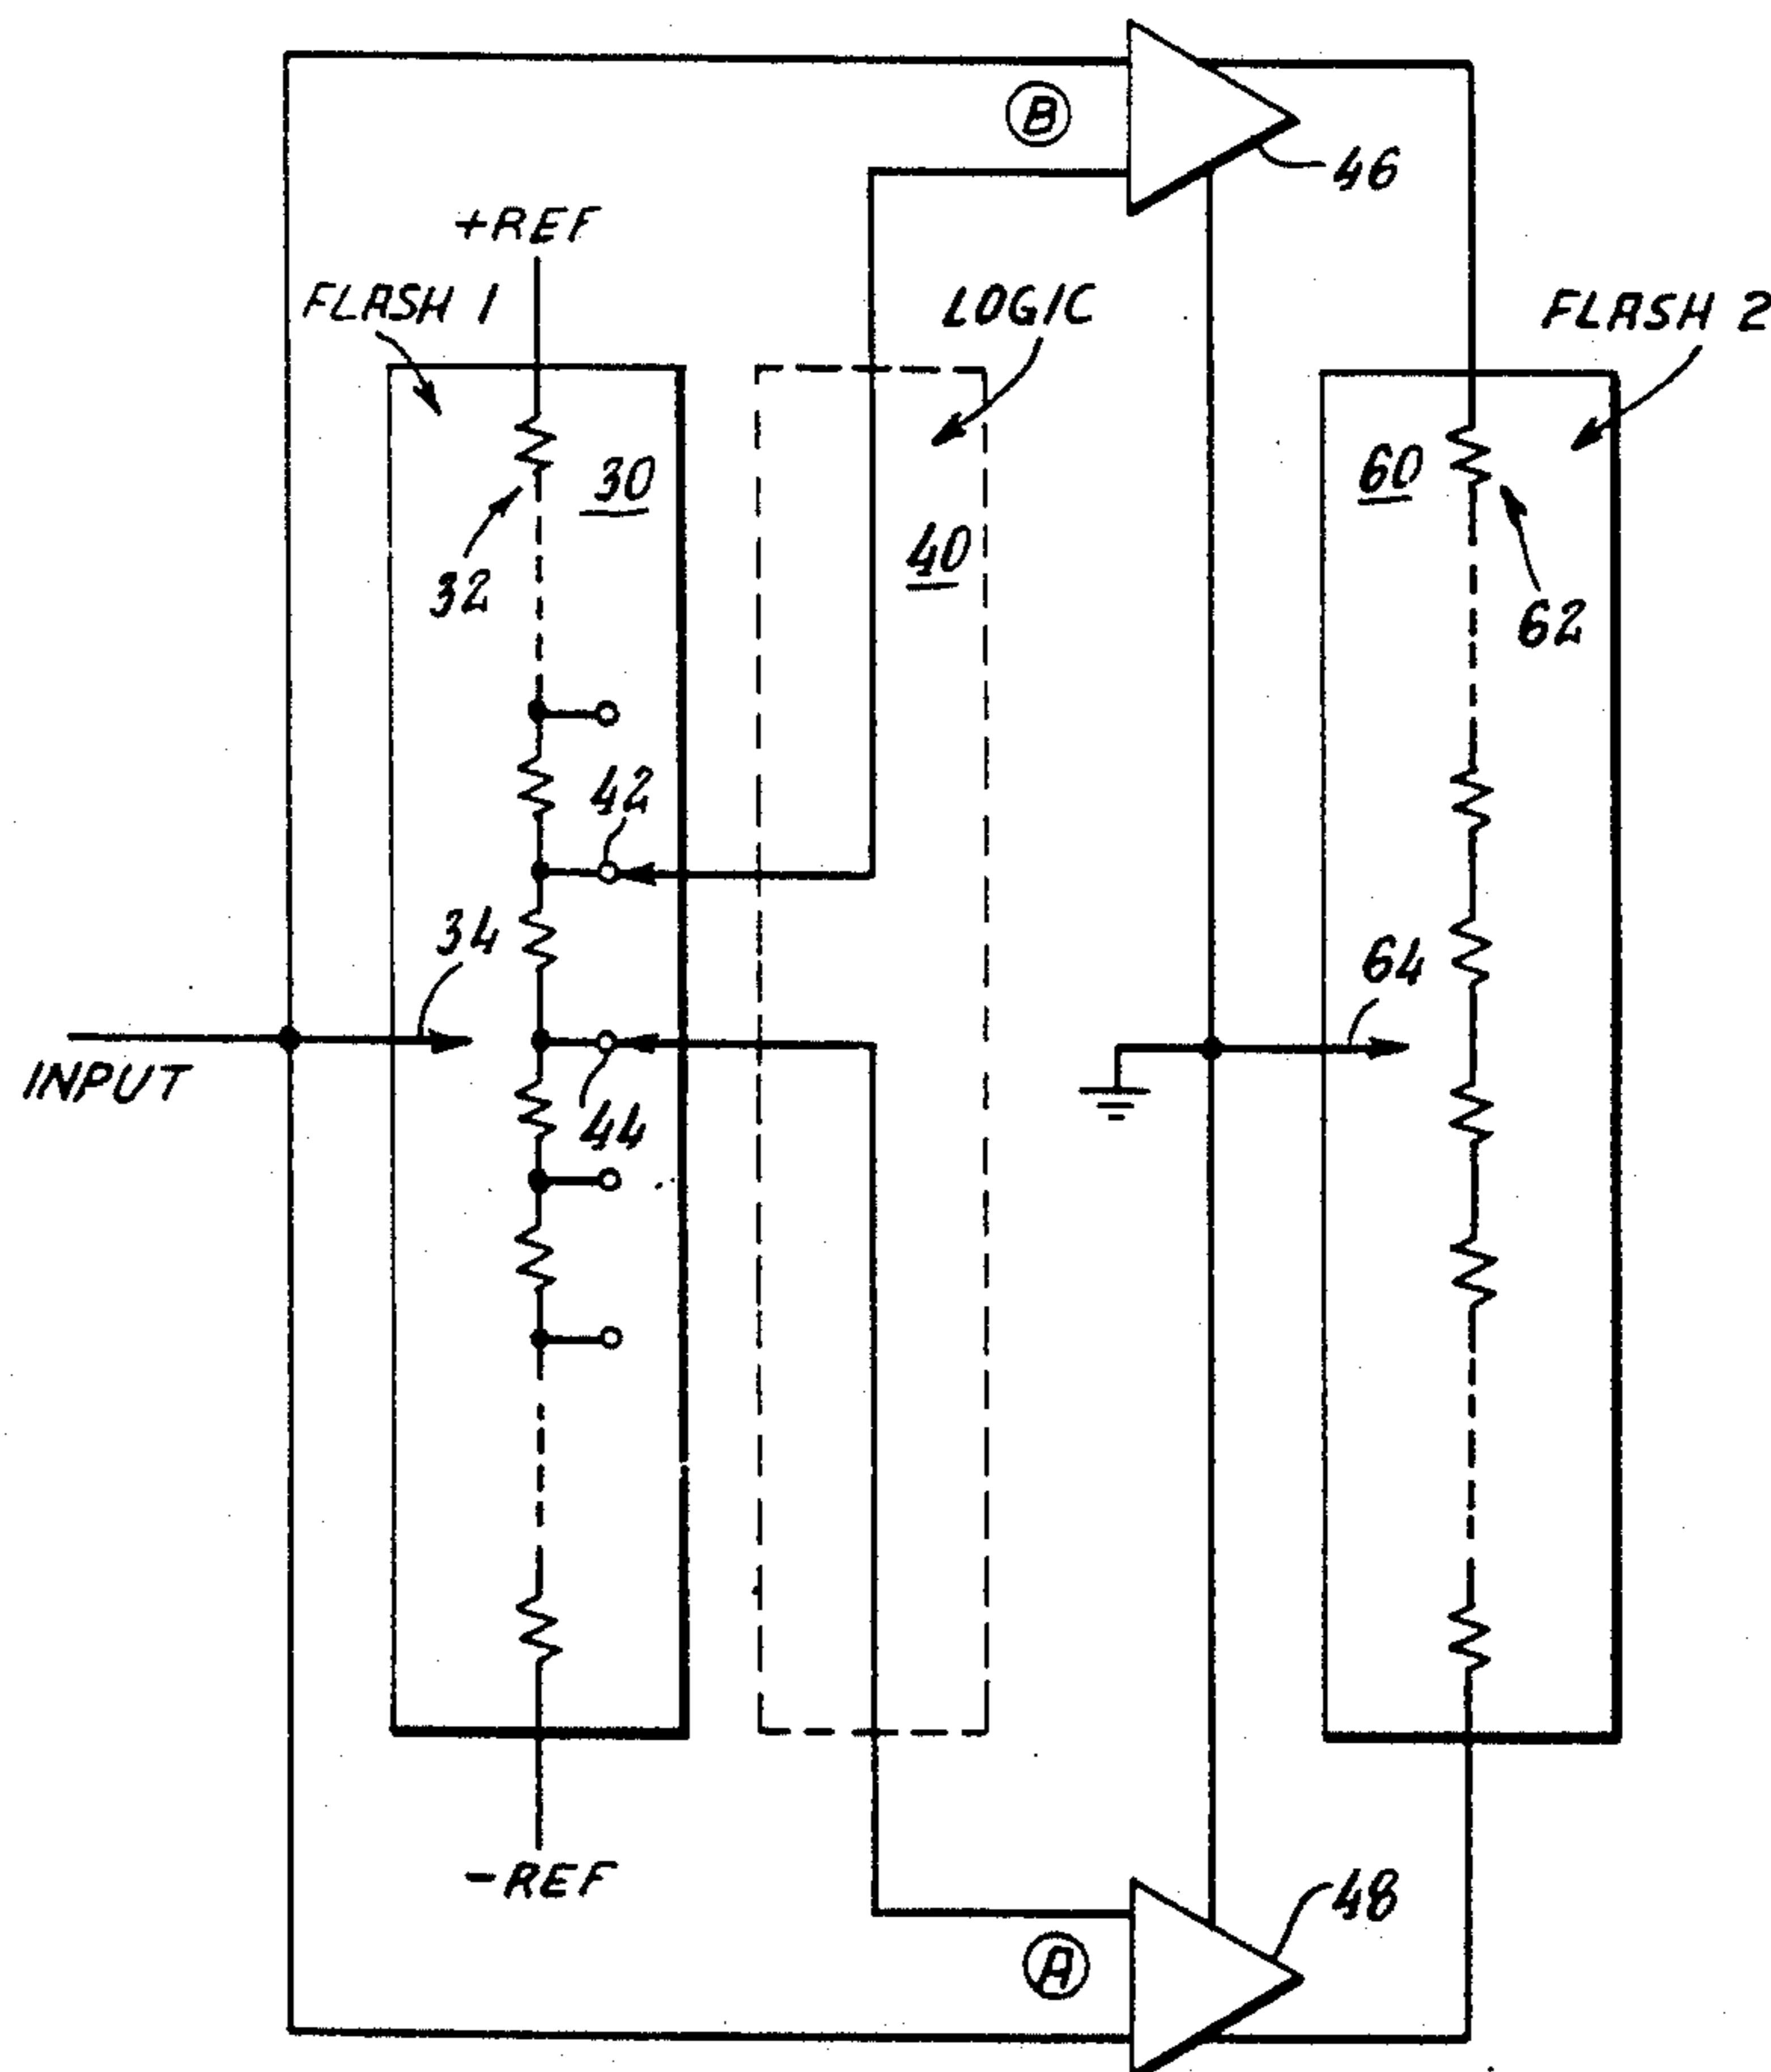 B
46
+REF
FLASH 1
LOGIC
FLASH 2
30
60
32
40
62
42
34
64
INPUT
44
-REF
48
A